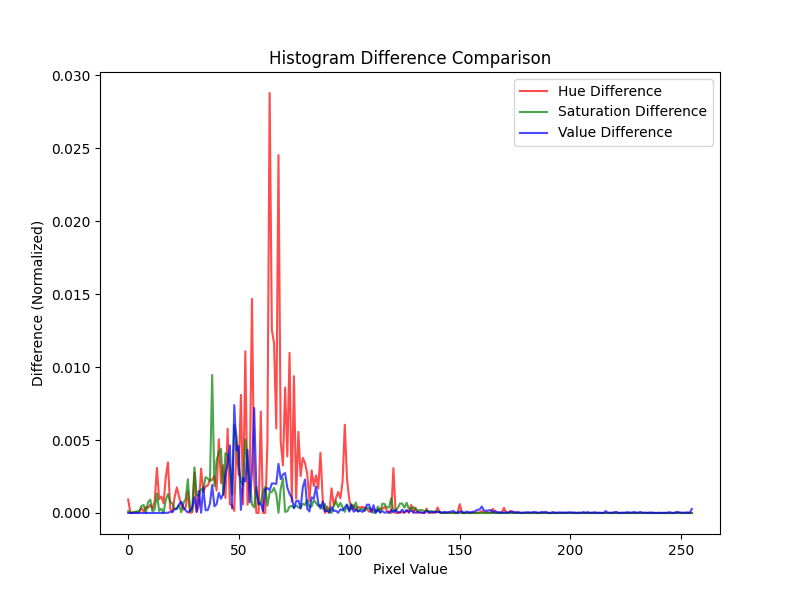 Histogram Difference Comparison
Hue Difference
Saturation Difference
Value Difference
Difference (Normalized)
0.030
0.025
0.020
0.015
0.010
0.005
0.000
0 50 100 150 200 250
Pixel Value